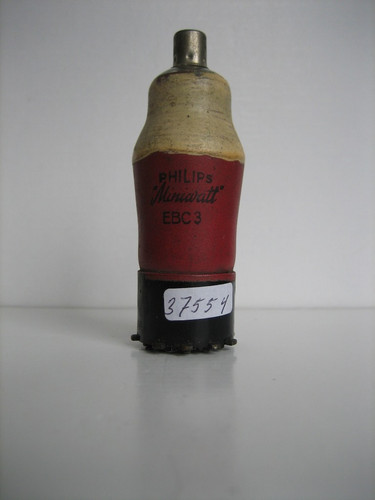 PHILIPS
"Miniwatt"
EBC3
37554